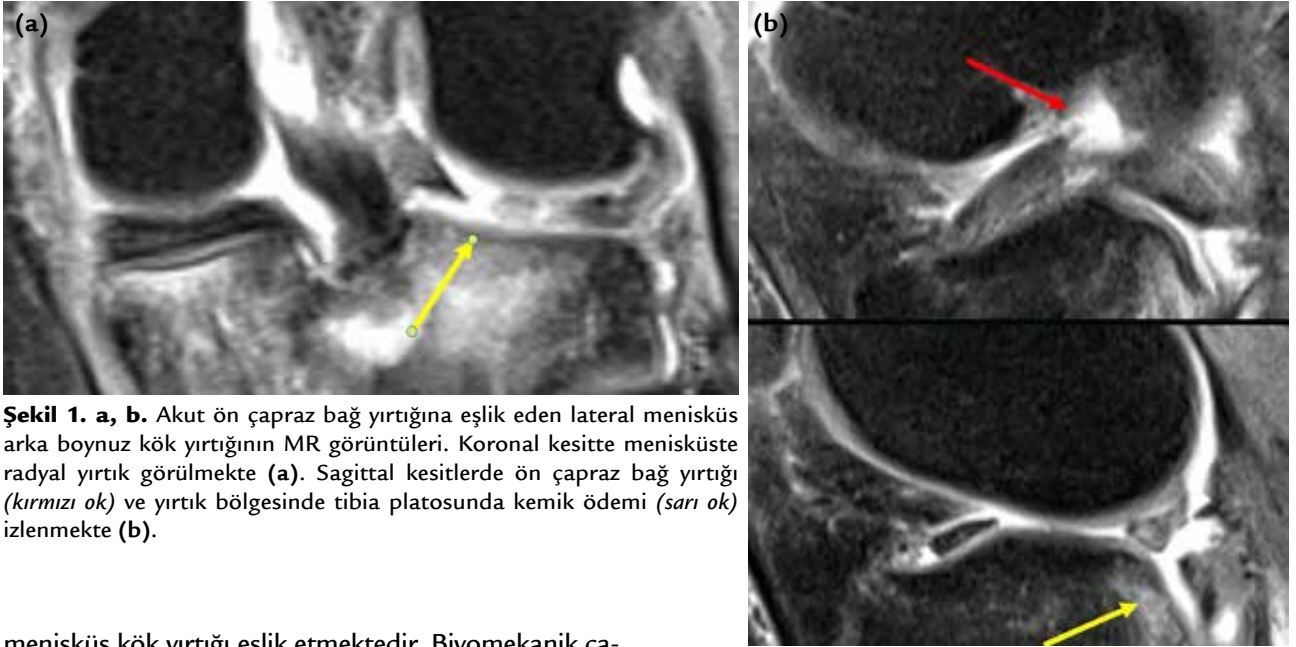 (a)
(b)
Şekil 1. a, b. Akut ön çapraz bağ yırtığına eşlik eden lateral menisküs
arka boynuz kök yırtığının MR görüntüleri. Koronal kesitte menisküste
radyal yırtık görülmekte (a). Sagittal kesitlerde ön çapraz bağ yırtığı
(kırmızı ok) ve yırtık bölgesinde tibia platosunda kemik ödemi (sarı ok)
izlenmekte (b).
menisküs kök yırtığı eşlik etmektedir. Biyomekanik ça-